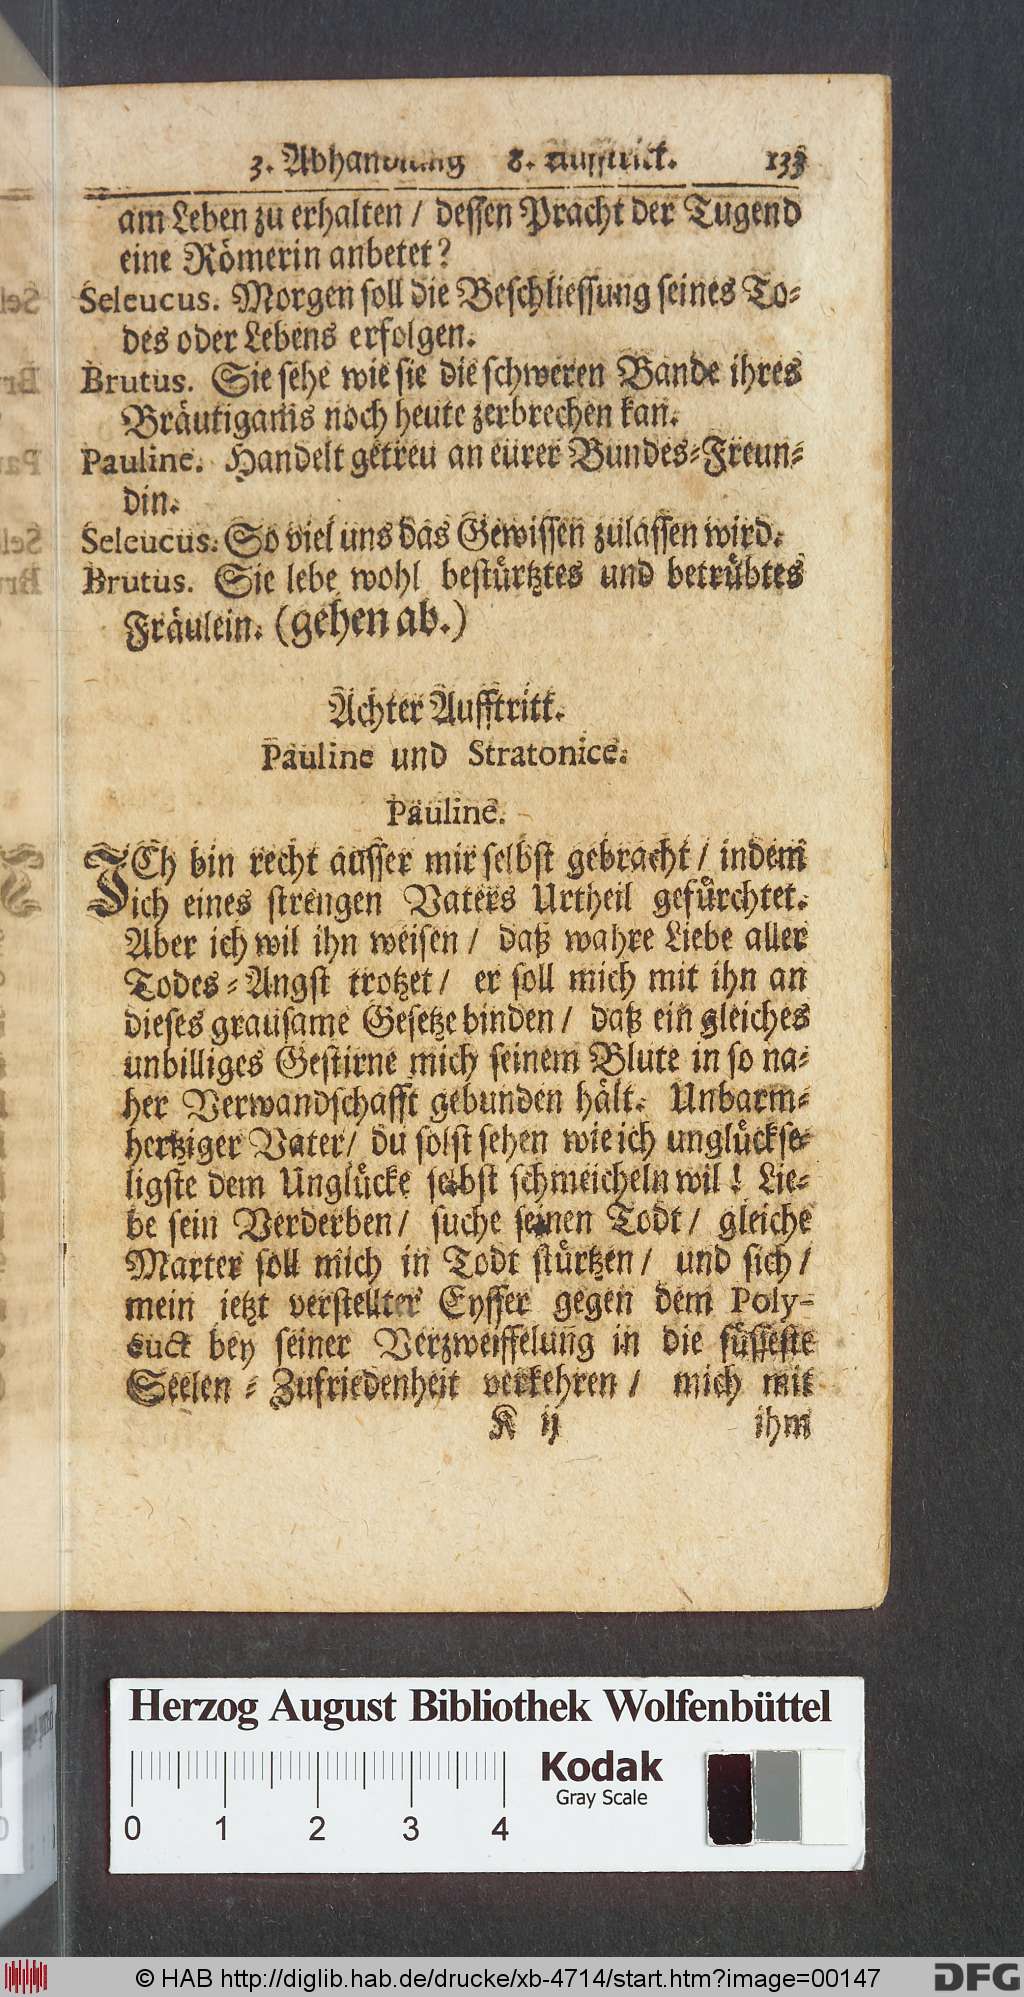 3. Abhandlung 8. Aufftritt. 133
am Leben zu erhalten / dessen Pracht der Tugend
eine Römerin anbetet?
Seleucus. Morgen soll die Beschliessung seines To-
des oder Lebens erfolgen.
Brutus. Sie sehe wie sie die schweren Bande ihres
Bräutigams noch heute zerbrechen kan.
Pauline. Handelt getreu an eurer Bundes-Freun-
din.
Seleucus. So viel uns das Gewissen zulassen wird.
Brutus. Sie lebe wohl bestürtztes und betrübtes
Fräulein. (gehen ab.)
Achter Aufftritt.
Pauline und Stratonice.
Pauline.
ICh bin recht ausser mir selbst gebracht / indem
ich eines strengen Vaters Urtheil gefürchtet.
Aber ich wil ihn weisen / daß wahre Liebe aller
Todes-Angst trotzet / er soll mich mit ihn an
dieses grausame Gesetze binden / daß ein gleiches
unbilliges Gestirne mich seinem Blute in so na-
her Verwandschafft gebunden hält. Unbarm-
hertziger Vater / du solst sehen wie ich unglückse-
ligste dem Unglücke selbst schmeicheln wil! Lie-
be sein Verderben / suche seinen Todt / gleiche
Marter soll mich in Todt stürtzen / und sich /
mein ietzt verstellter Eyffer gegen dem Poly-
euct bey seiner Verzweiffelung in die süsseste
Seelen-Zufriedenheit verkehren / mich mit
K ij ihm
Herzog August Bibliothek Wolfenbüttel
Kodak
Gray Scale
0 1 2 3 4
© HAB http://diglib.hab.de/drucke/xb-4714/start.htm?image=00147
DFG